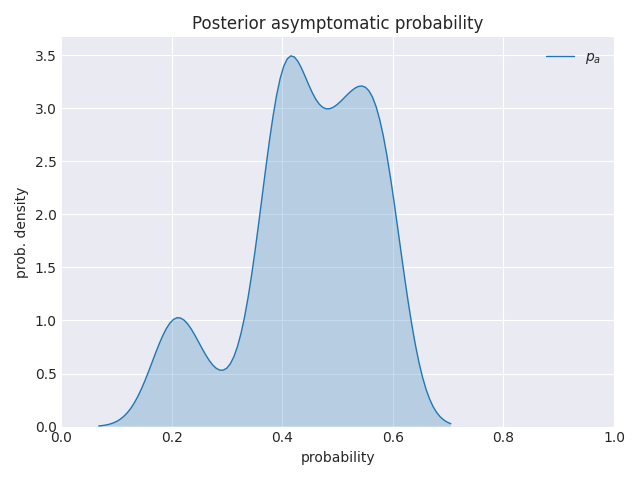 Posterior asymptomatic probability
pₐ
3.5
3.0
2.5
2.0
1.5
1.0
0.5
0.0
prob. density
0.0 0.2 0.4 0.6 0.8 1.0
probability